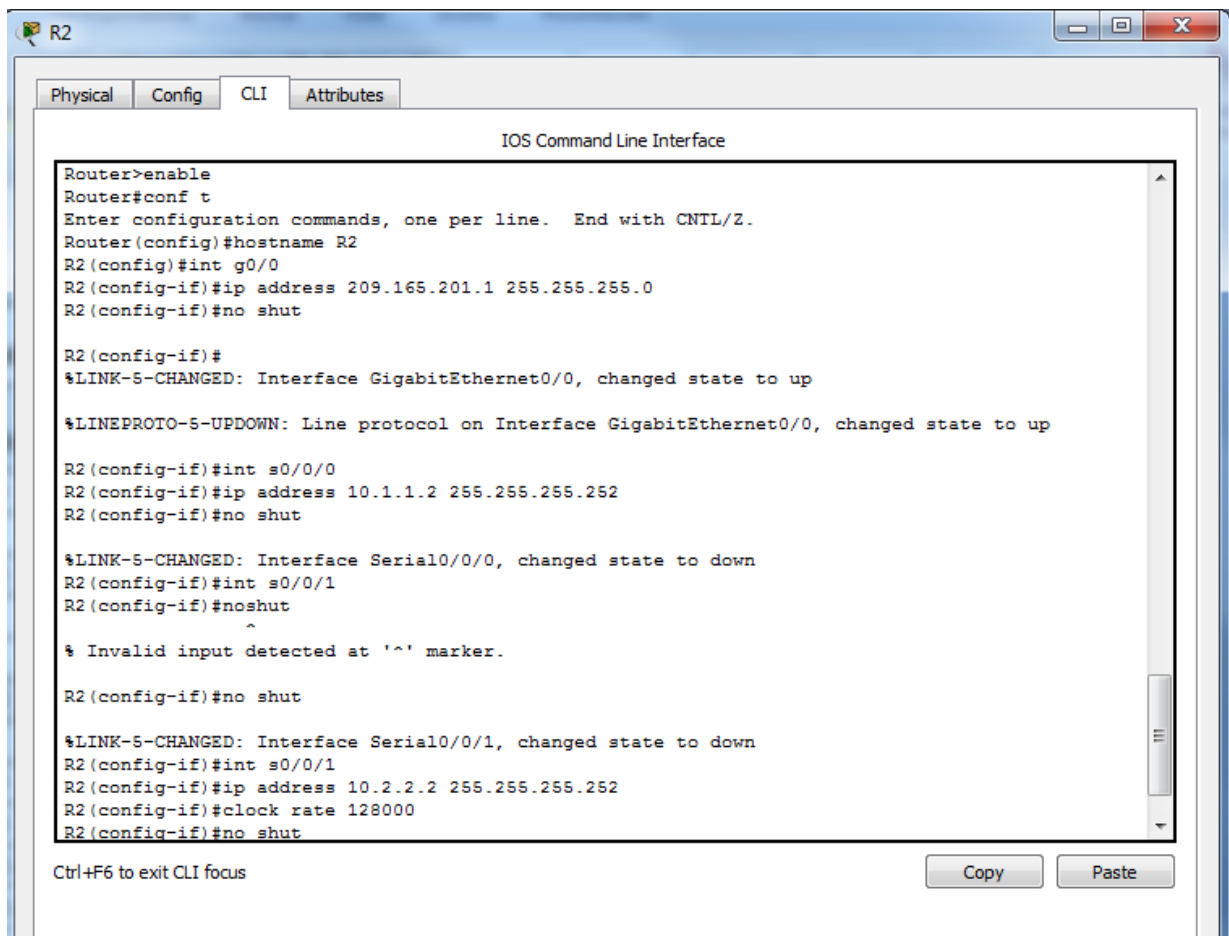 R2
Physical Config CLI Attributes
IOS Command Line Interface
Router>enable
Router#conf t
Enter configuration commands, one per line.  End with CNTL/Z.
Router(config)#hostname R2
R2(config)#int g0/0
R2(config-if)#ip address 209.165.201.1 255.255.255.0
R2(config-if)#no shut
R2(config-if)#
%LINK-5-CHANGED: Interface GigabitEthernet0/0, changed state to up
%LINEPROTO-5-UPDOWN: Line protocol on Interface GigabitEthernet0/0, changed state to up
R2(config-if)#int s0/0/0
R2(config-if)#ip address 10.1.1.2 255.255.255.252
R2(config-if)#no shut
%LINK-5-CHANGED: Interface Serial0/0/0, changed state to down
R2(config-if)#int s0/0/1
R2(config-if)#noshut
^
% Invalid input detected at '^' marker.
R2(config-if)#no shut
%LINK-5-CHANGED: Interface Serial0/0/1, changed state to down
R2(config-if)#int s0/0/1
R2(config-if)#ip address 10.2.2.2 255.255.255.252
R2(config-if)#clock rate 128000
R2(config-if)#no shut
Ctrl+F6 to exit CLI focus
Copy Paste